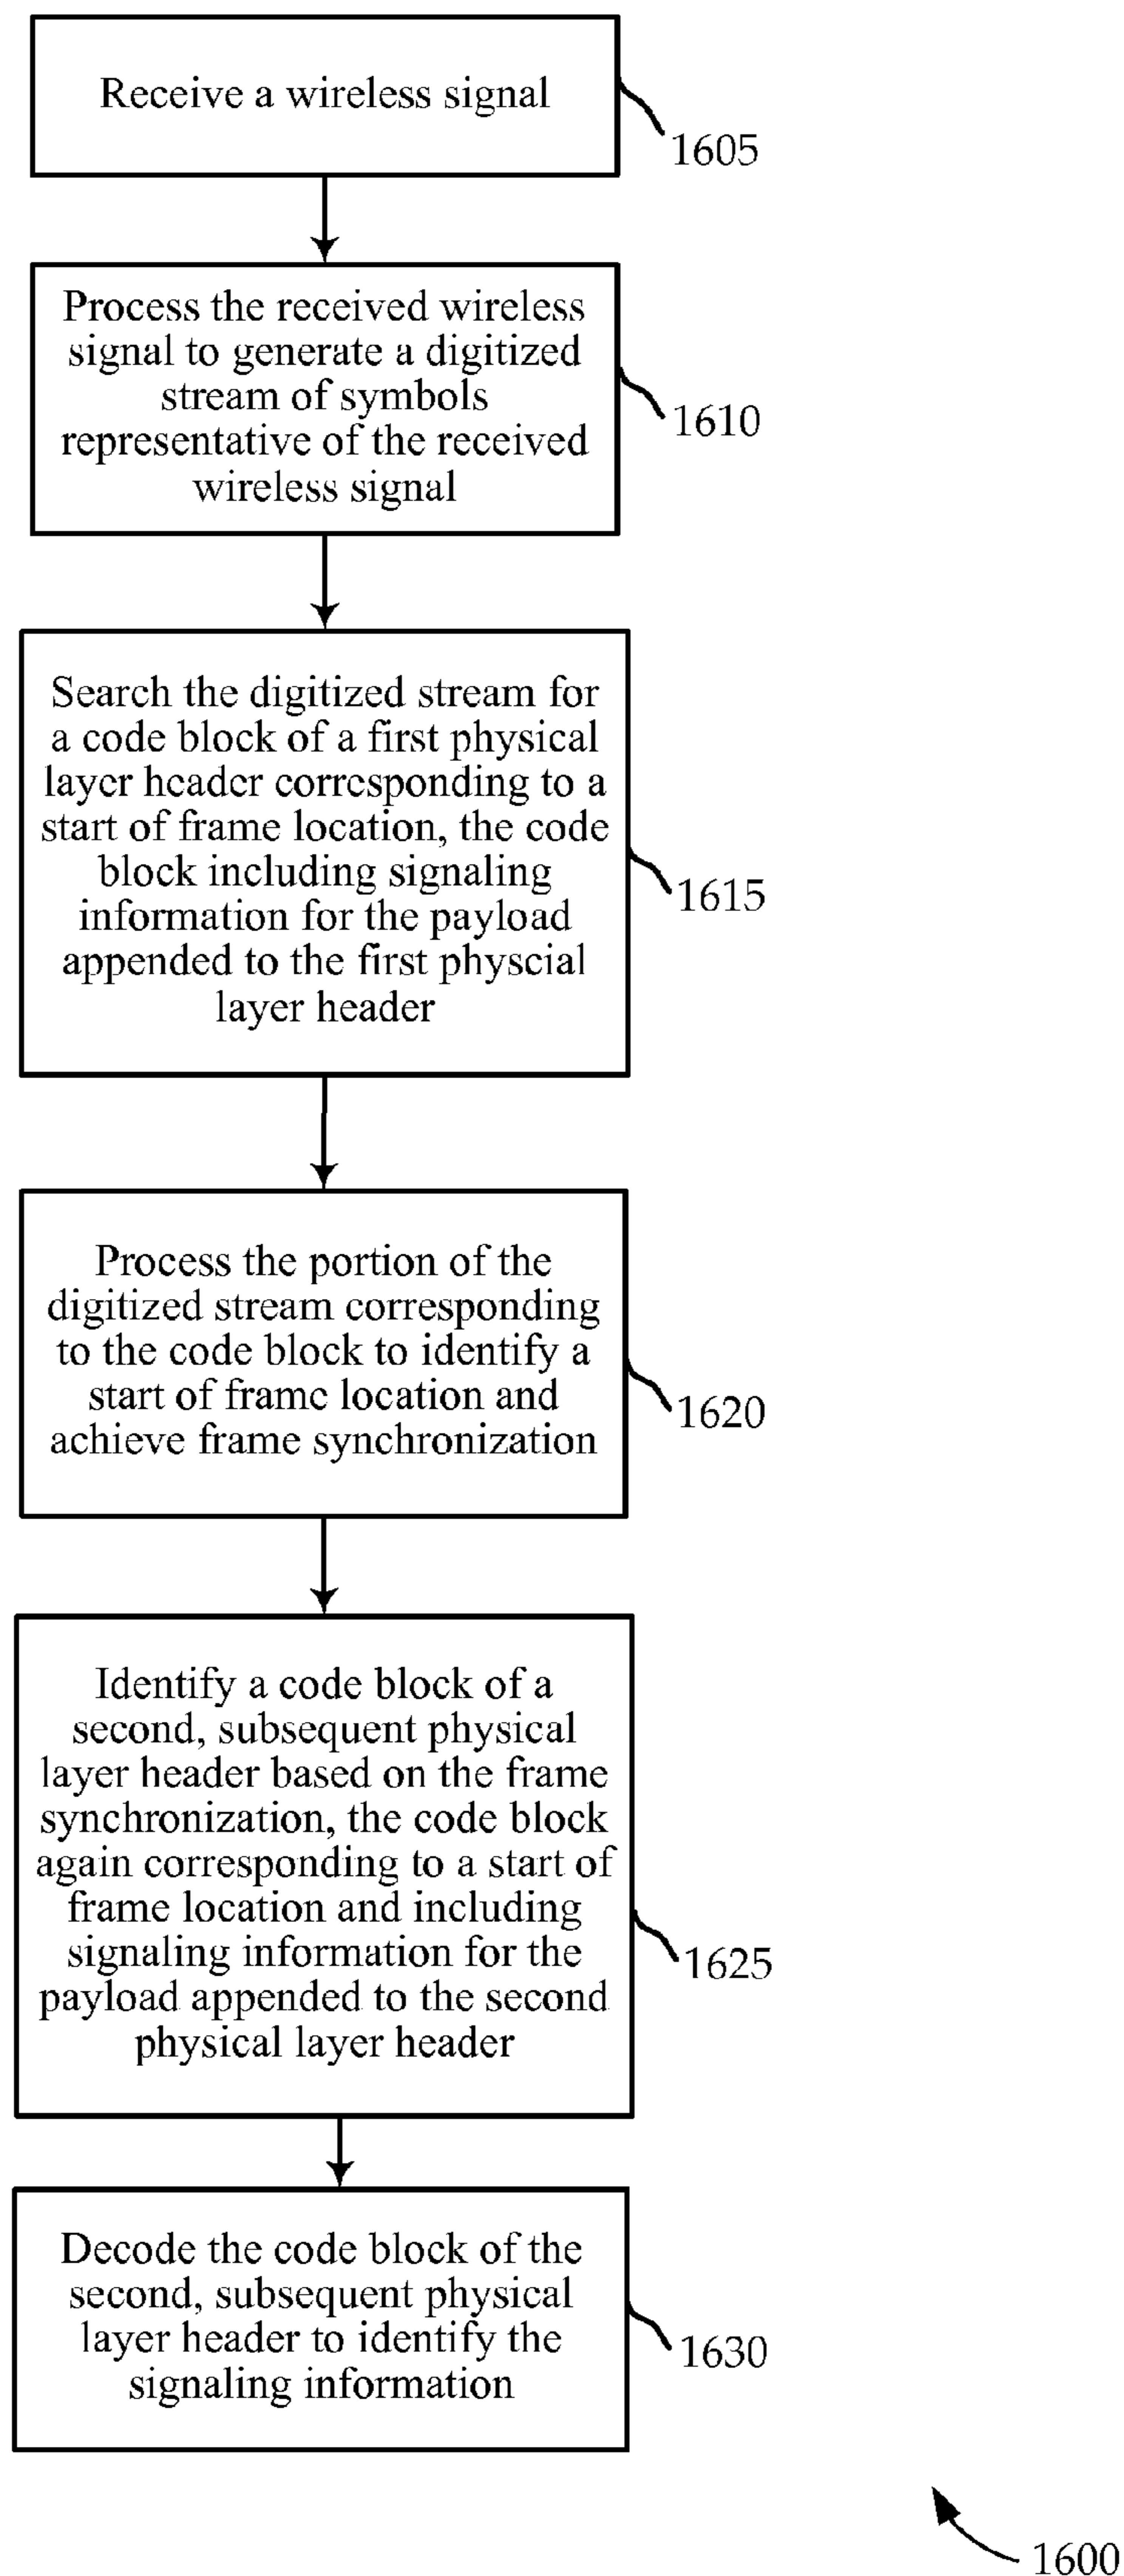 Receive a wireless signal
1605
Process the received wireless
signal to generate a digitized
stream of symbols
representative of the received
wireless signal
1610
Search the digitized stream for
a code block of a first physical
layer header corresponding to a
start of frame location, the code
block including signaling
information for the payload
appended to the first physcial
layer header
1615
Process the portion of the
digitized stream corresponding
to the code block to identify a
start of frame location and
achieve frame synchronization
1620
Identify a code block of a
second, subsequent physical
layer header based on the frame
synchronization, the code block
again corresponding to a start of
frame location and including
signaling information for the
payload appended to the second
physical layer header
1625
Decode the code block of the
second, subsequent physical
layer header to identify the
signaling information
1630
1600